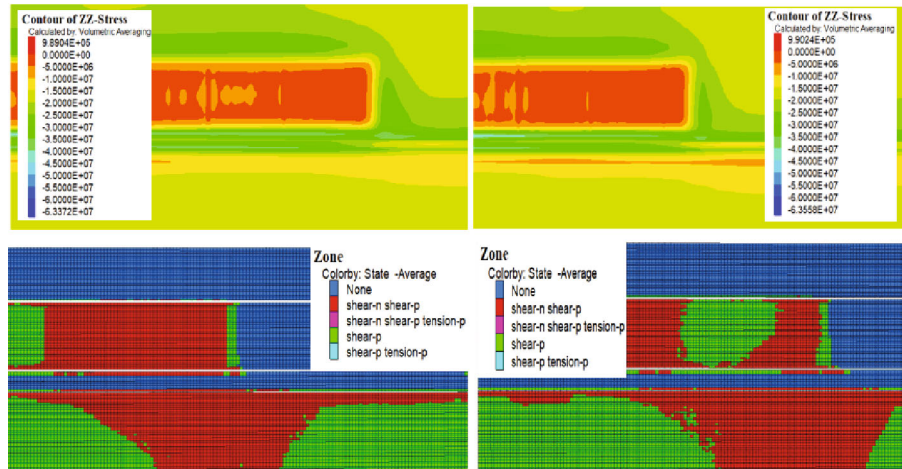 Contour of ZZ-Stress
Calculated by: Volumetric Averaging
9.8904E+05
0.0000E+00
-5.0000E+06
-1.0000E+07
-1.5000E+07
-2.0000E+07
-2.5000E+07
-3.0000E+07
-3.5000E+07
-4.0000E+07
-4.5000E+07
-5.0000E+07
-5.5000E+07
-6.0000E+07
-6.3372E+07
Contour of ZZ-Stress
Calculated by: Volumetric Averaging
9.9024E+05
0.0000E+00
-5.0000E+06
-1.0000E+07
-1.5000E+07
-2.0000E+07
-2.5000E+07
-3.0000E+07
-3.5000E+07
-4.0000E+07
-4.5000E+07
-5.0000E+07
-5.5000E+07
-6.0000E+07
-6.3558E+07
Zone
Colorby: State -Average
None
shear-n shear-p
shear-n shear-p tension-p
shear-p
shear-p tension-p
Zone
Colorby: State -Average
None
shear-n shear-p
shear-n shear-p tension-p
shear-p
shear-p tension-p